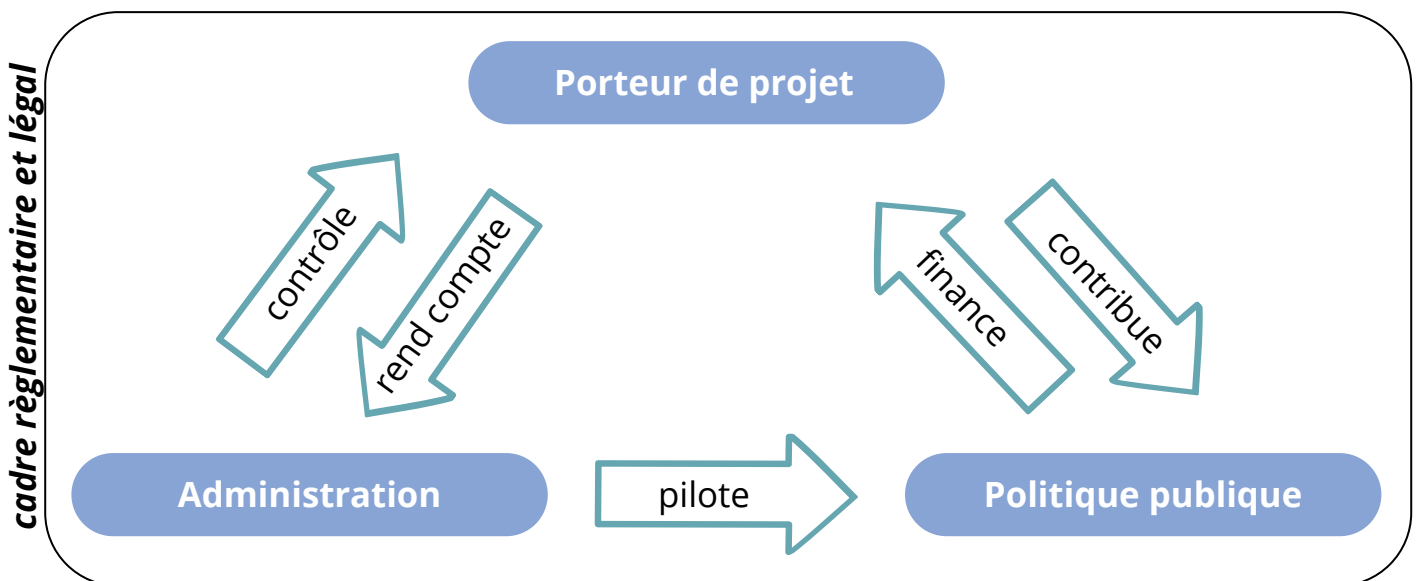 cadre règlementaire et légal
Porteur de projet
contrôle
rend compte
finance
contribue
Administration
pilote
Politique publique